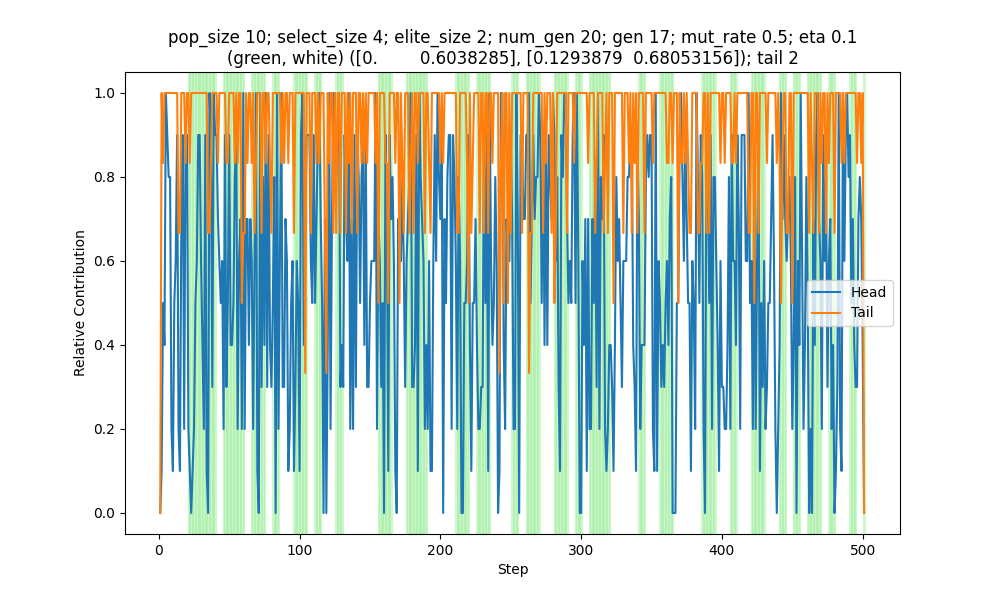 pop_size 10; select_size 4; elite_size 2; num_gen 20; gen 17; mut_rate 0.5; eta 0.1
(green, white) ([0.        0.6038285], [0.1293879  0.68053156]); tail 2
1.0
0.8
0.6
0.4
0.2
0.0
Relative Contribution
Head
Tail
0 100 200 300 400 500
Step